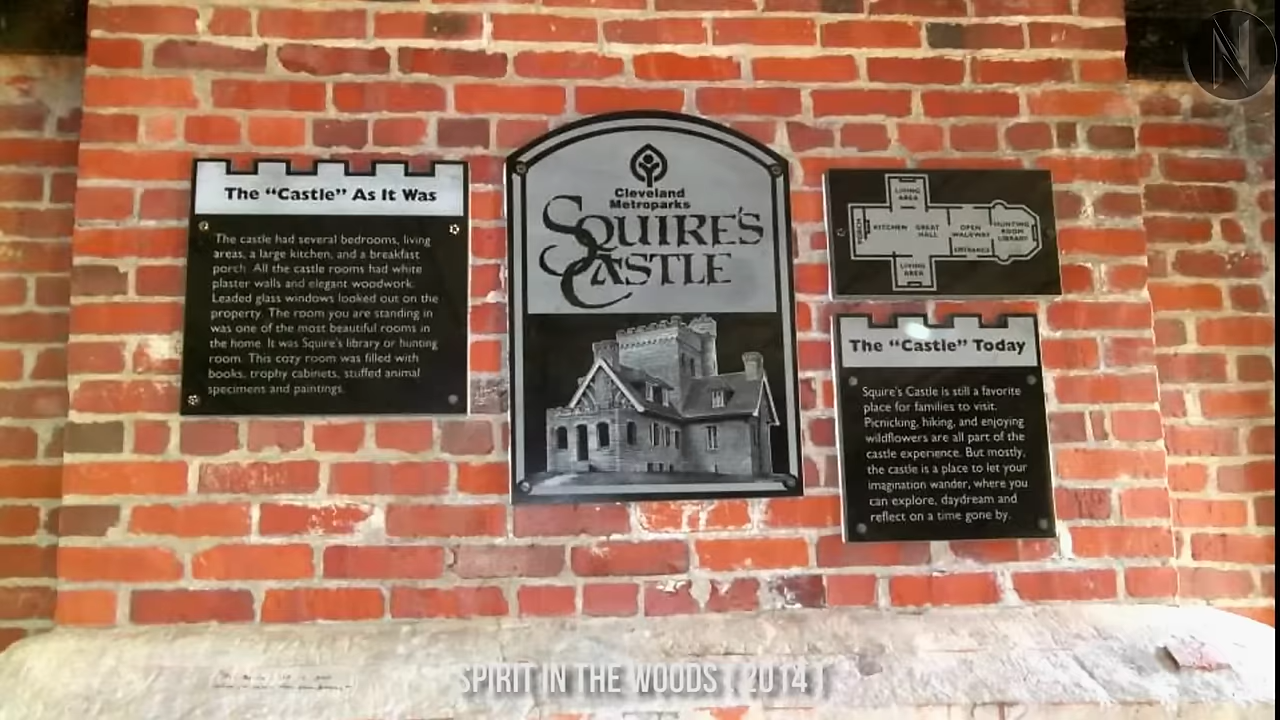 The "Castle" As It Was
The castle had several bedrooms, living
areas, a large kitchen, and a breakfast
porch. All the castle rooms had white
plaster walls and elegant woodwork.
Leaded glass windows looked out on the
property. The room you are standing in
was one of the most beautiful rooms in
the home. It was Squire's library or hunting
room. This cozy room was filled with
books, trophy cabinets, stuffed animal
specimens and paintings.
Cleveland
Metroparks
SQUIRE'S
CASTLE
LIVING
AREA
PORCH
KITCHEN
GREAT
HALL
OPEN
WALKWAY
ENTRANCE
HUNTING
ROOM
LIBRARY
LIVING
AREA
The "Castle" Today
Squire's Castle is still a favorite
place for families to visit.
Picnicking, hiking, and enjoying
wildflowers are all part of the
castle experience. But mostly,
the castle is a place to let your
imagination wander, where you
can explore, daydream and
reflect on a time gone by.
SPIRIT IN THE WOODS ( 2014 )
N